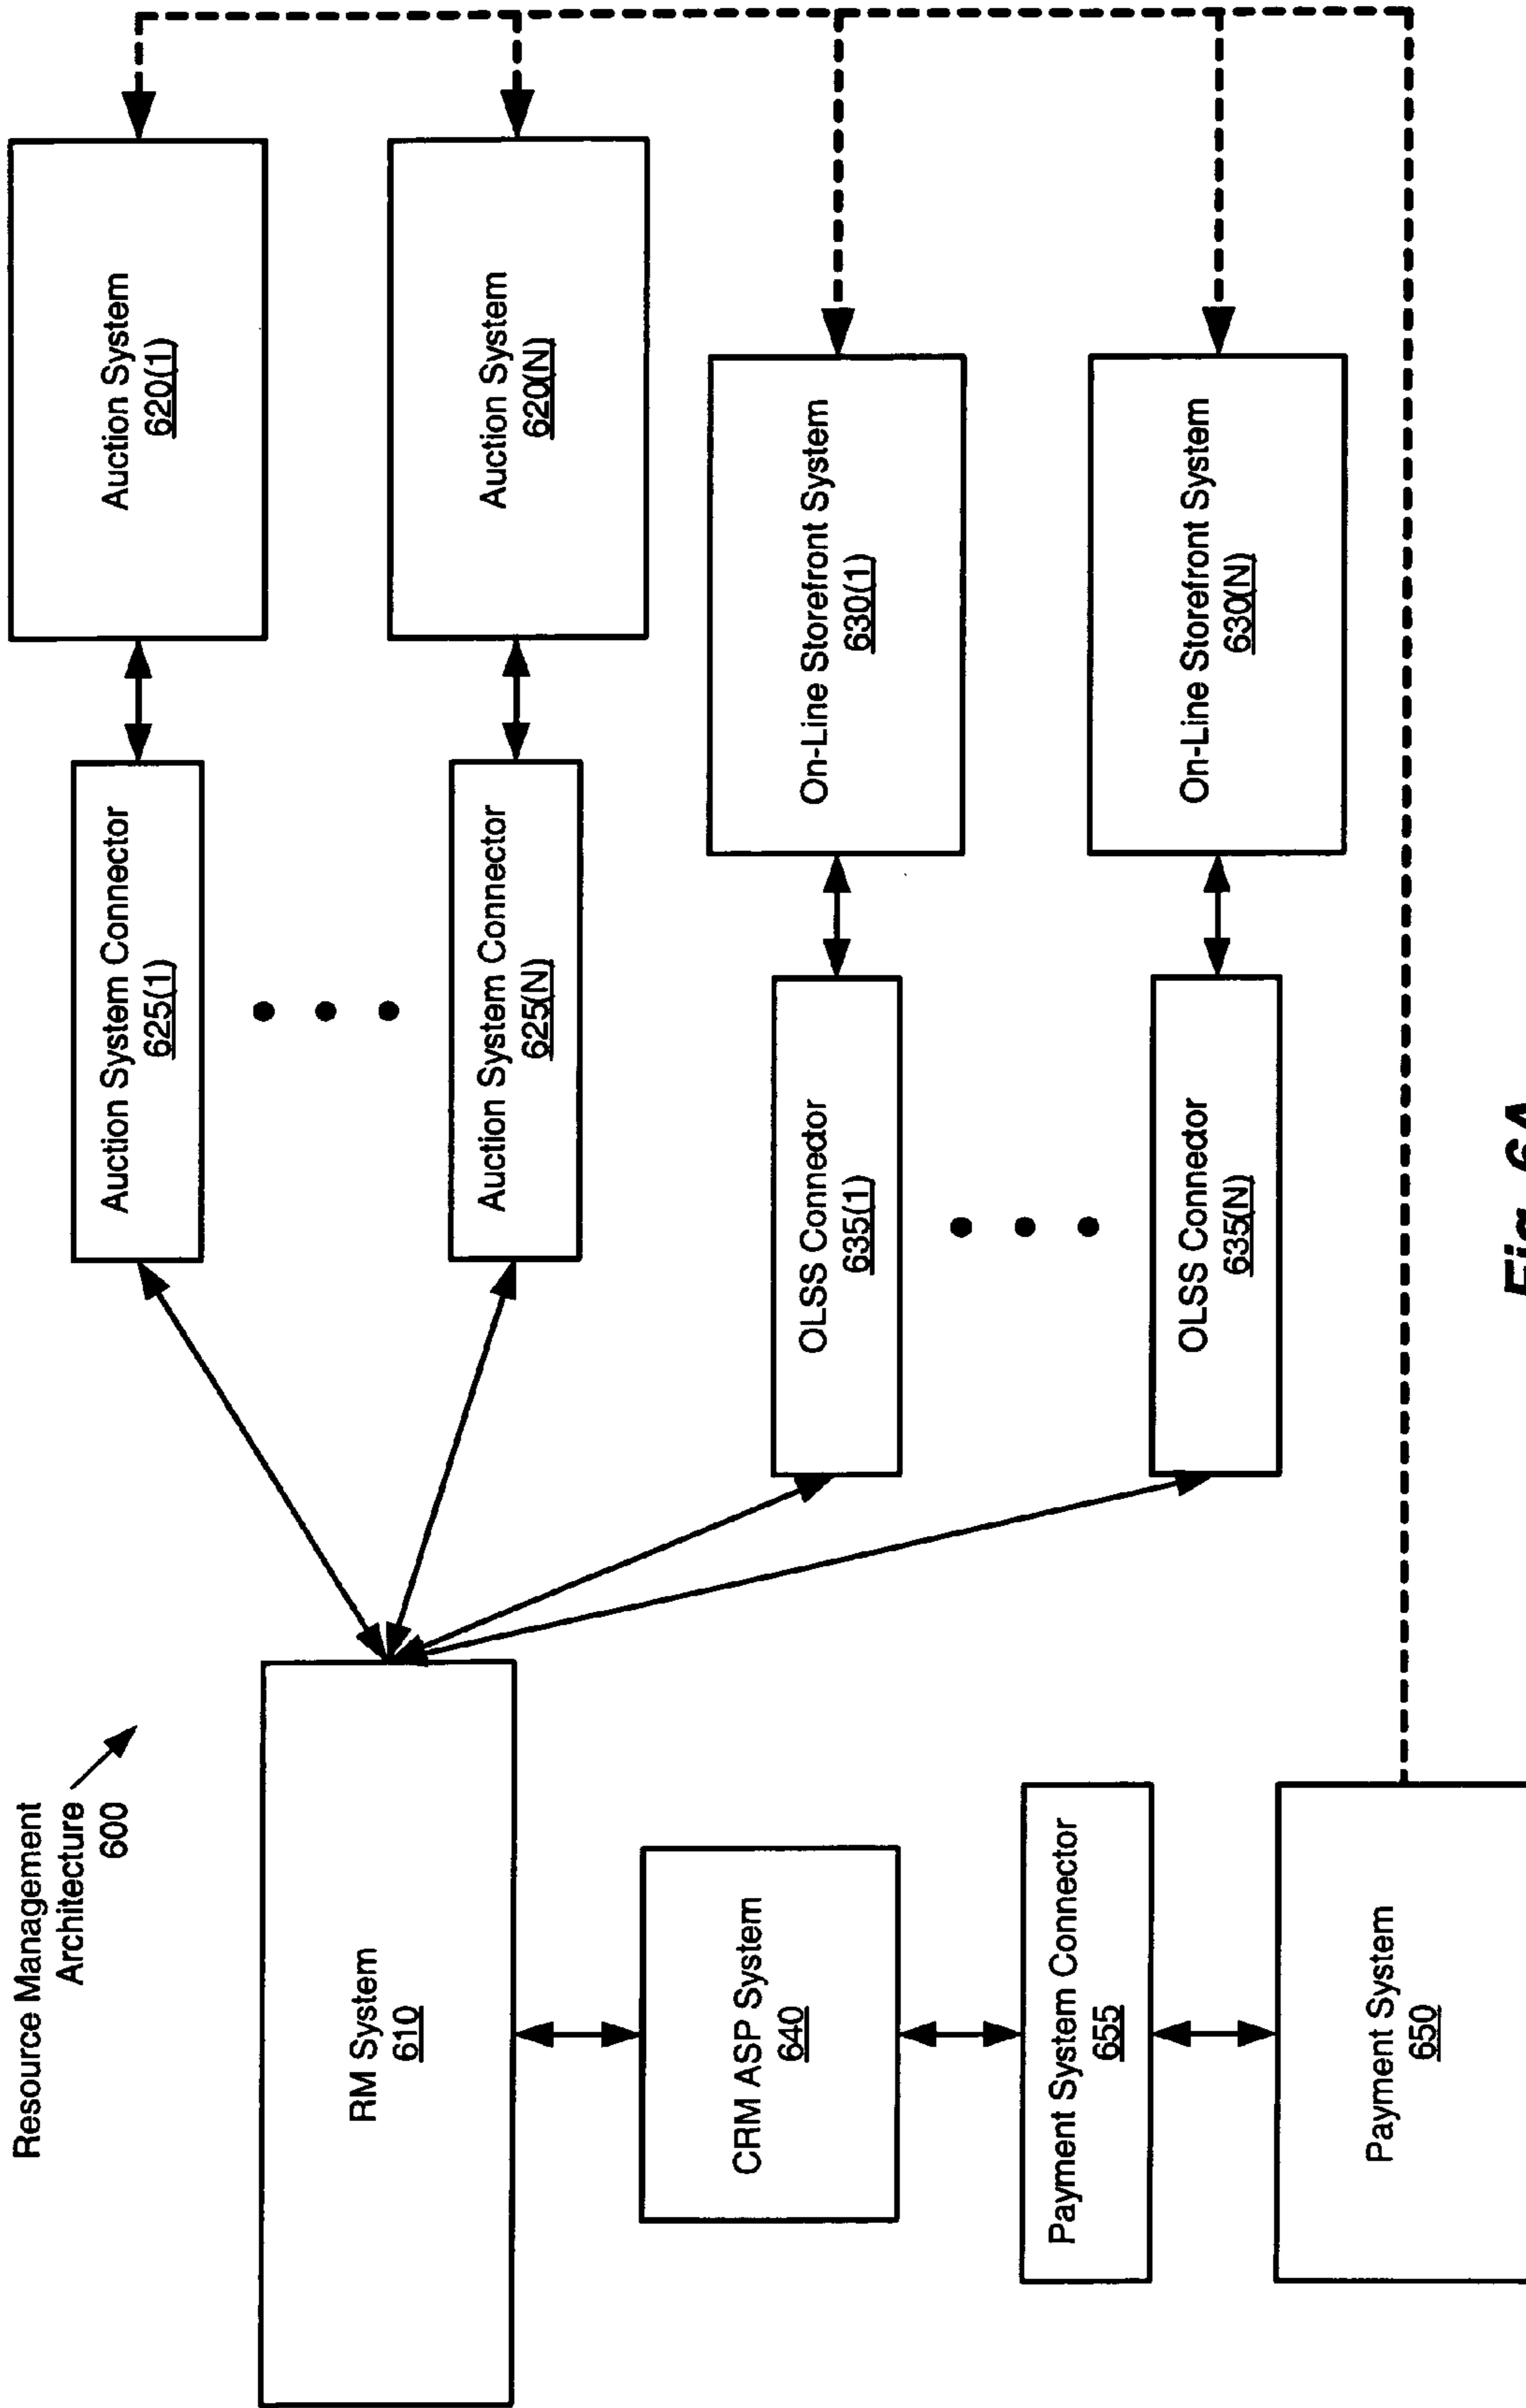 Resource Management
Architecture
600
RM System
610
CRM ASP System
640
Payment System Connector
655
Payment System
650
Auction System Connector
625(1)
Auction System Connector
625(N)
OLSS Connector
635(1)
OLSS Connector
635(N)
Auction System
620(1)
Auction System
620(N)
On-Line Storefront System
630(1)
On-Line Storefront System
630(N)
Fig. 6A